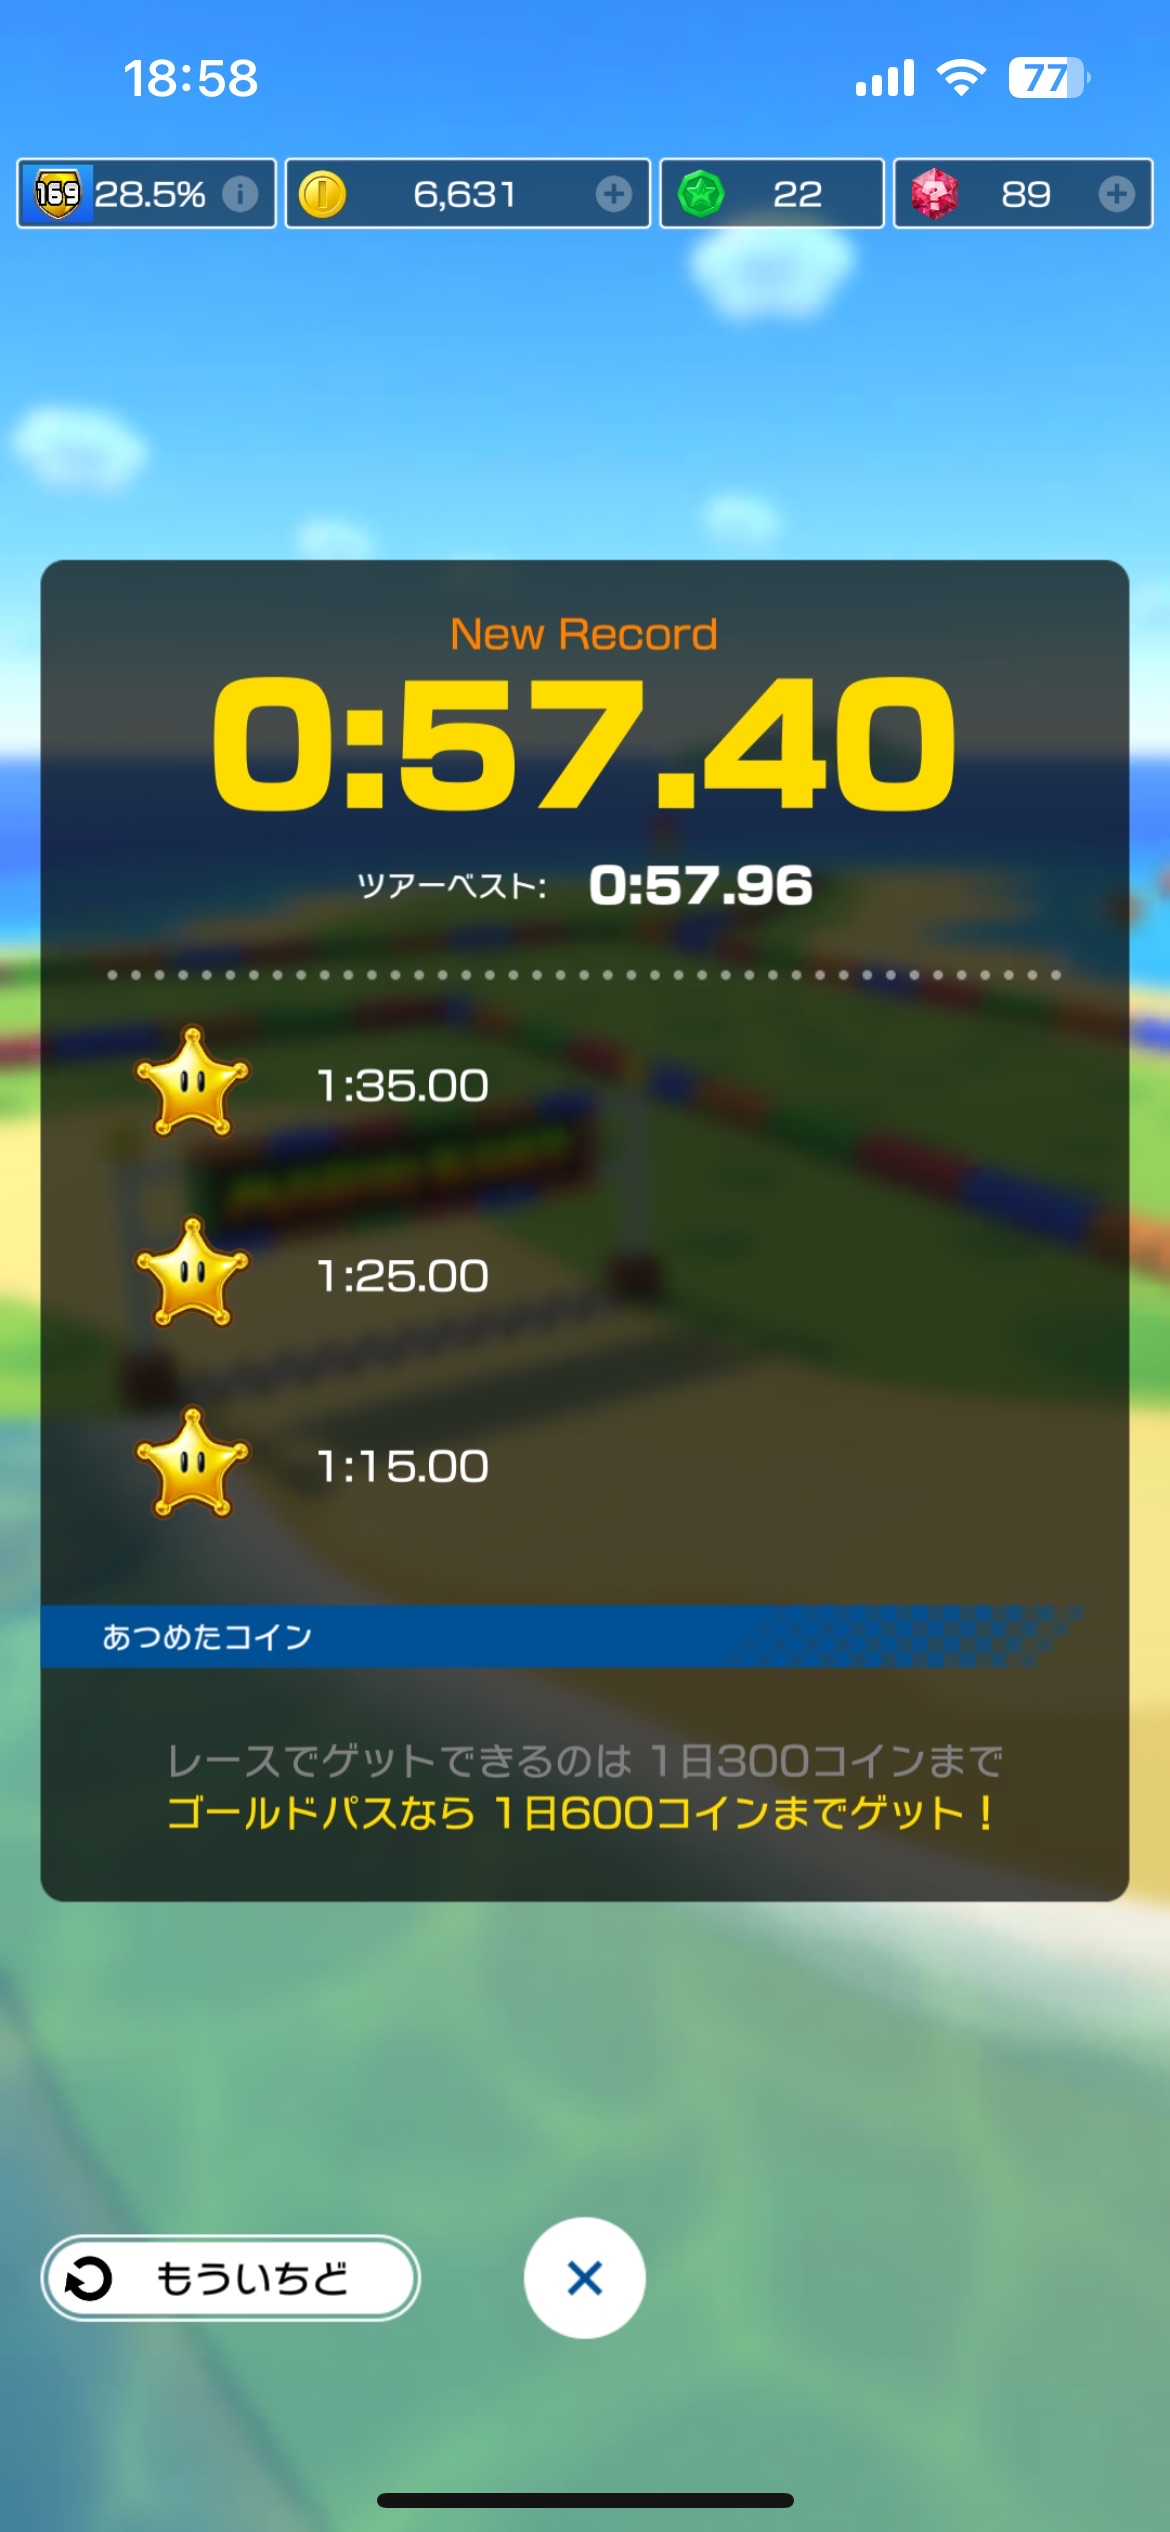 18:58
77
169 28.5% i 6,631 22 89
New Record
0:57.40
ツアーベスト: 0:57.96
1:35.00
1:25.00
1:15.00
あつめたコイン
レースでゲットできるのは 1日300コインまで
ゴールドパスなら 1日600コインまでゲット！
もういちど